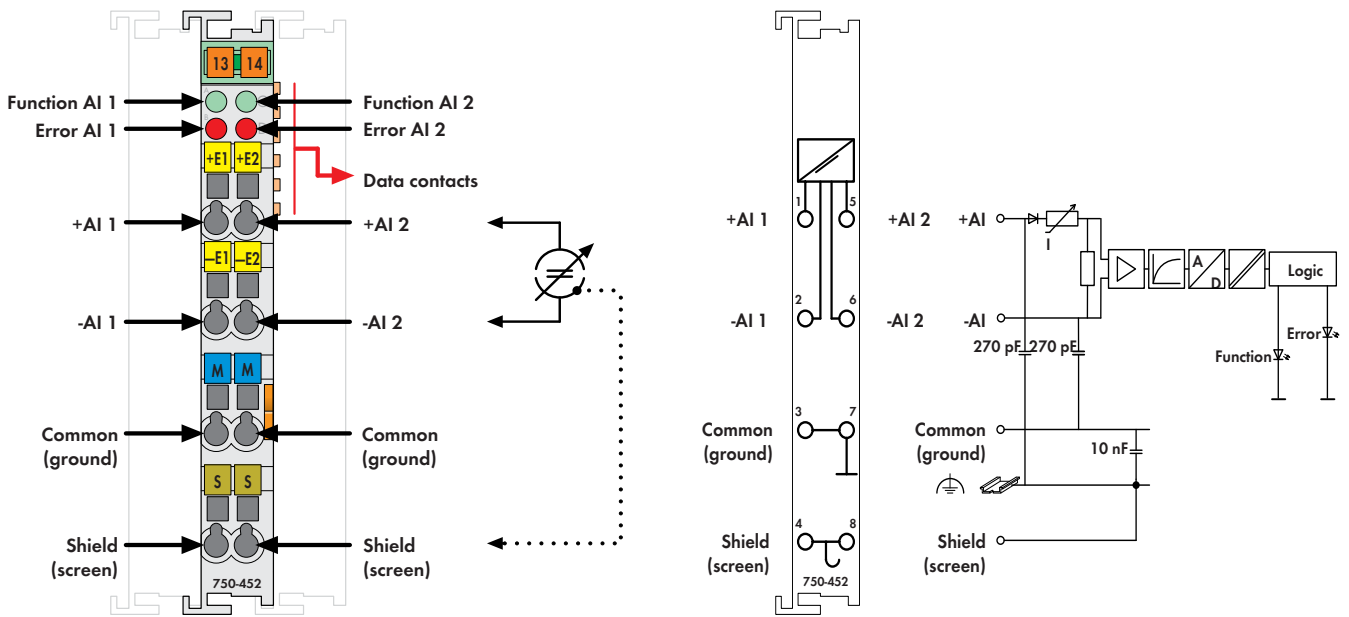 13 14
Function AI 1
Function AI 2
Error AI 1
Error AI 2
+E1 +E2
Data contacts
+AI 1
+AI 2
–E1 –E2
-AI 1
-AI 2
M M
Common
(ground)
Common
(ground)
S S
Shield
(screen)
Shield
(screen)
750-452
1 5
+AI 1
+AI 2
2 6
-AI 1
-AI 2
3 7
Common
(ground)
4 8
Shield
(screen)
750-452
+AI
I
A
D
Logic
-AI
270 pF
270 pF
Function
Error
Common
(ground)
10 nF
Shield
(screen)